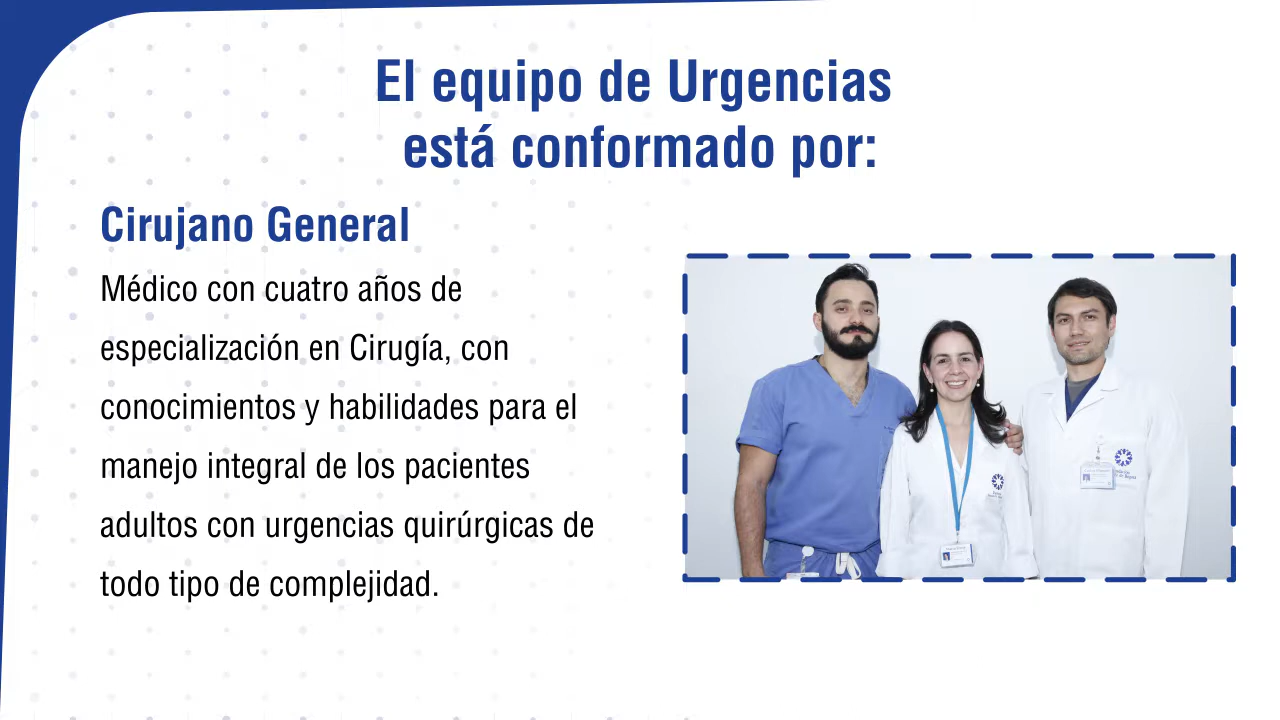 El equipo de Urgencias
está conformado por:
Cirujano General
Médico con cuatro años de
especialización en Cirugía, con
conocimientos y habilidades para el
manejo integral de los pacientes
adultos con urgencias quirúrgicas de
todo tipo de complejidad.